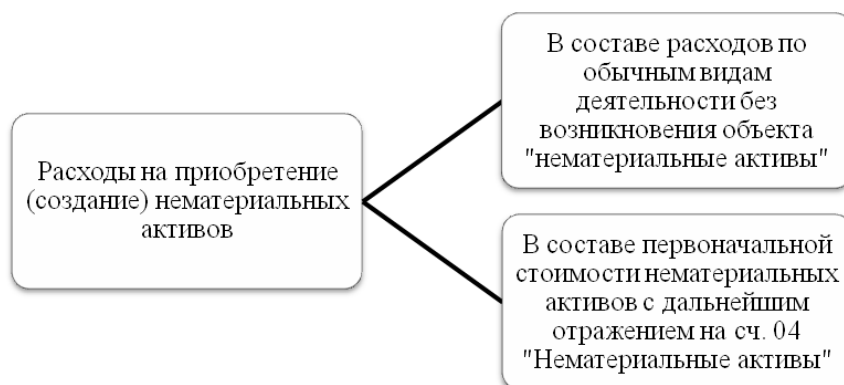 Расходы на приобретение
(создание) нематериальных
активов
В составе расходов по
обычным видам
деятельности без
возникновения объекта
"нематериальные активы"
В составе первоначальной
стоимости нематериальных
активов с дальнейшим
отражением на сч. 04
"Нематериальные активы"